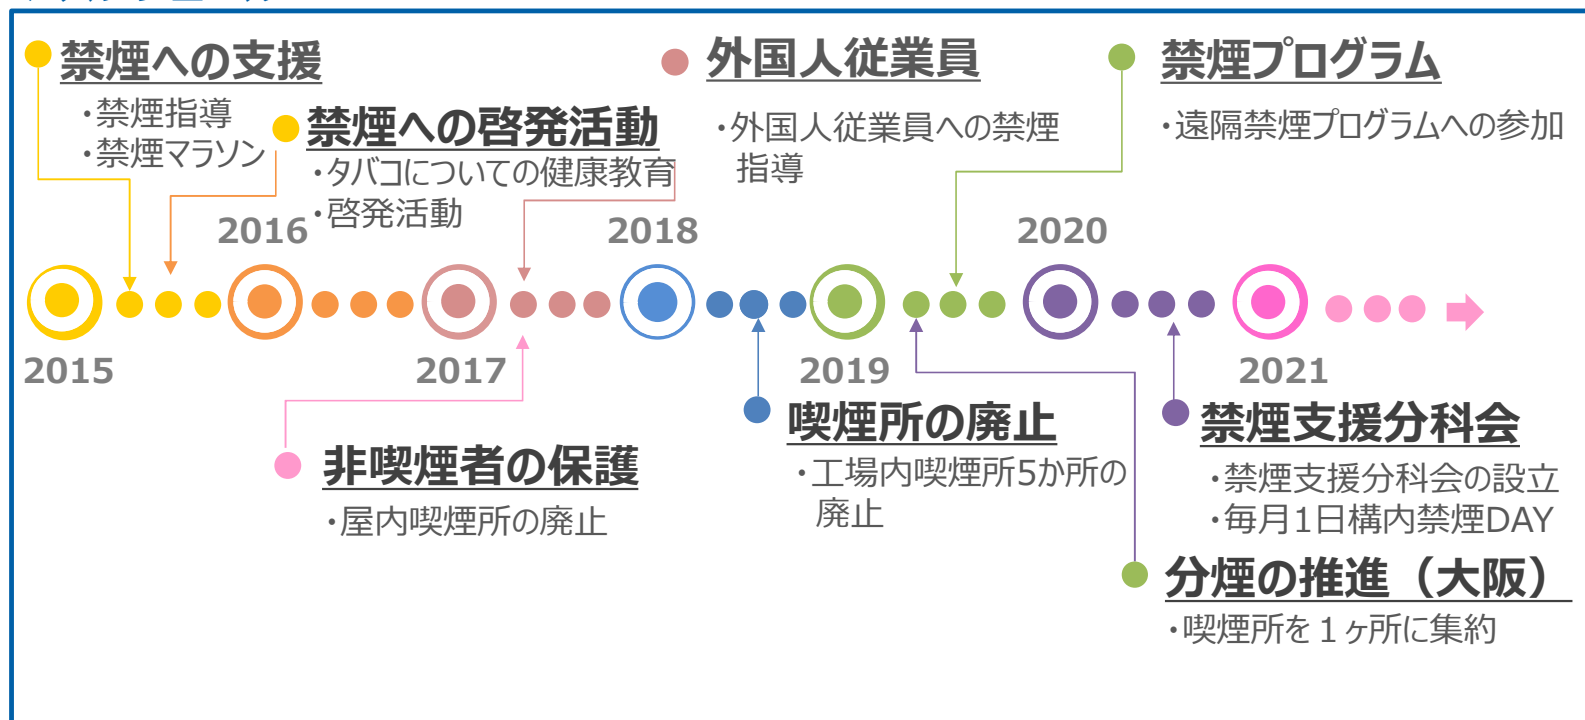 禁煙への支援
・禁煙指導
・禁煙マラソン
禁煙への啓発活動
・タバコについての健康教育
・啓発活動
外国人従業員
・外国人従業員への禁煙
指導
禁煙プログラム
・遠隔禁煙プログラムへの参加
2016
2018
2020
2015
2017
2019
2021
非喫煙者の保護
・屋内喫煙所の廃止
喫煙所の廃止
・工場内喫煙所5か所の
廃止
禁煙支援分科会
・禁煙支援分科会の設立
・毎月1日構内禁煙DAY
分煙の推進（大阪）
・喫煙所を１ヶ所に集約